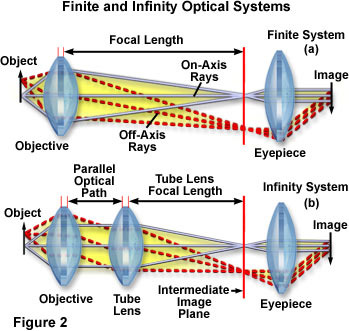 Finite and Infinity Optical Systems
Focal Length
Finite System
(a)
Object
On-Axis
Rays
Image
Off-Axis
Rays
Objective
Eyepiece
Parallel
Optical
Path
Tube Lens
Focal Length
Infinity System
(b)
Object
Image
Objective
Tube
Lens
Intermediate
Image
Plane
Eyepiece
Figure 2